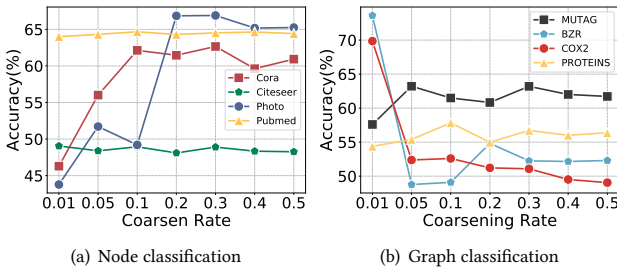 Accuracy(%)
65
60
55
50
45
Cora
Citeseer
Photo
Pubmed
0.01 0.05 0.1 0.2 0.3 0.4 0.5
Coarsen Rate
(a) Node classification
Accuracy(%)
70
65
60
55
50
MUTAG
BZR
COX2
PROTEINS
0.01 0.05 0.1 0.2 0.3 0.4 0.5
Coarsening Rate
(b) Graph classification